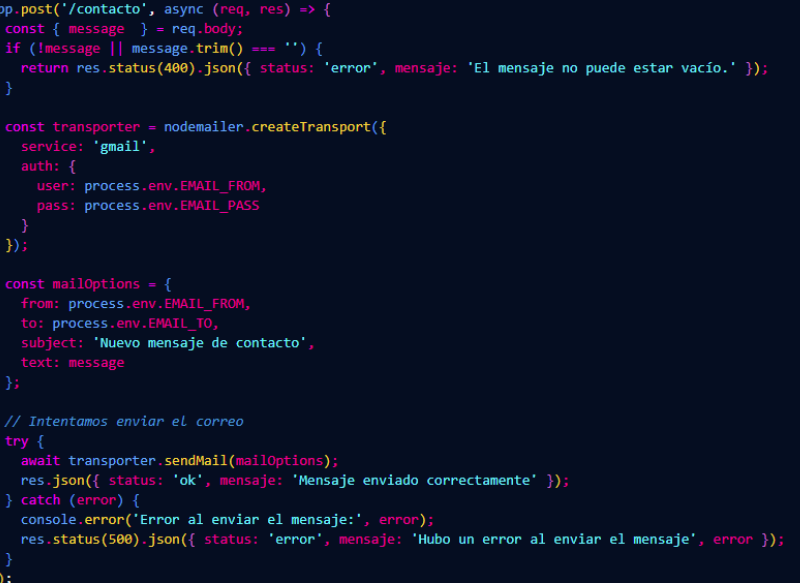 pp.post('/contacto', async (req, res) => {
const { message  } = req.body;
if (!message || message.trim() === '') {
return res.status(400).json({ status: 'error', mensaje: 'El mensaje no puede estar vacío.' });
}
const transporter = nodemailer.createTransport({
service: 'gmail',
auth: {
user: process.env.EMAIL_FROM,
pass: process.env.EMAIL_PASS
}
});
const mailOptions = {
from: process.env.EMAIL_FROM,
to: process.env.EMAIL_TO,
subject: 'Nuevo mensaje de contacto',
text: message
};
// Intentamos enviar el correo
try {
await transporter.sendMail(mailOptions);
res.json({ status: 'ok', mensaje: 'Mensaje enviado correctamente' });
} catch (error) {
console.error('Error al enviar el mensaje:', error);
res.status(500).json({ status: 'error', mensaje: 'Hubo un error al enviar el mensaje', error });
}
);